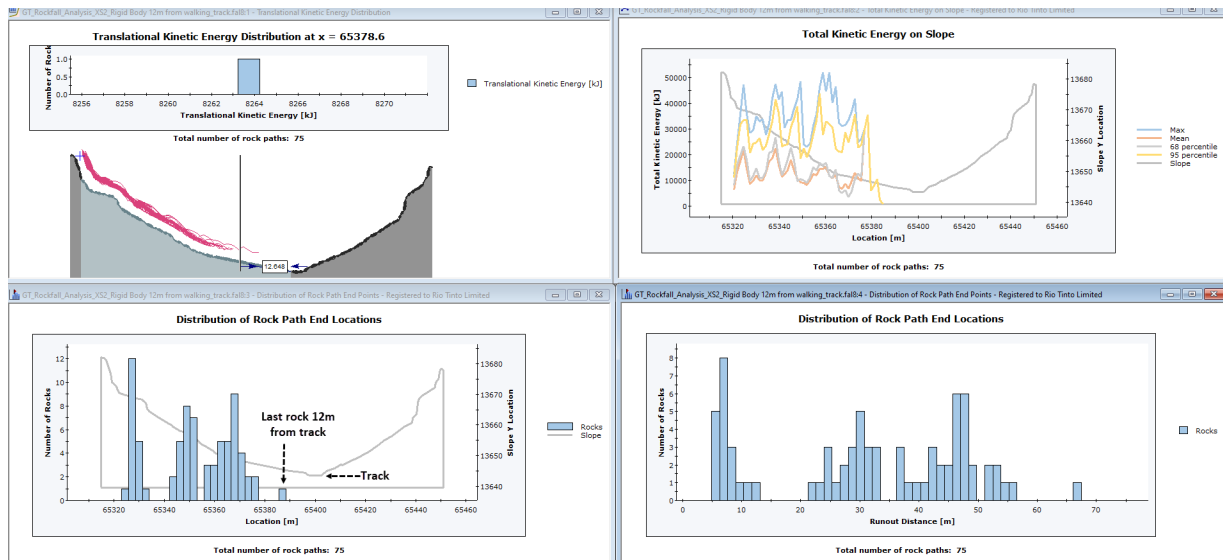 GT_Rockfall_Analysis_XS2_Rigid Body 12m from walking_track.fal8:1 - Translational Kinetic Energy Distribution
Translational Kinetic Energy Distribution at x = 65378.6
Number of Rocks
1.0
0.5
0.0
8256 8258 8260 8262 8264 8266 8268 8270
Translational Kinetic Energy [kJ]
Translational Kinetic Energy [kJ]
Total number of rock paths: 75
12.648
GT_Rockfall_Analysis_XS2_Rigid Body 12m from walking_track.fal8:2 - Total Kinetic Energy on Slope - Registered to Rio Tinto Limited
Total Kinetic Energy on Slope
Total Kinetic Energy [kJ]
50000
40000
30000
20000
10000
0
13680
13670
13660
13650
13640
Slope Y Location
65320 65340 65360 65380 65400 65420 65440 65460
Location [m]
Max
Mean
68 percentile
95 percentile
Slope
Total number of rock paths: 75
GT_Rockfall_Analysis_XS2_Rigid Body 12m from walking_track.fal8:3 - Distribution of Rock Path End Points - Registered to Rio Tinto Limited
Distribution of Rock Path End Locations
Number of Rocks
12
10
8
6
4
2
0
13680
13670
13660
13650
13640
Slope Y Location
Last rock 12m
from track
Track
65320 65340 65360 65380 65400 65420 65440 65460
Location [m]
Rocks
Slope
Total number of rock paths: 75
GT_Rockfall_Analysis_XS2_Rigid Body 12m from walking_track.fal8:4 - Distribution of Rock Path End Points - Registered to Rio Tinto Limited
Distribution of Rock Path End Locations
Number of Rocks
8
7
6
5
4
3
2
1
0
0 10 20 30 40 50 60 70
Runout Distance [m]
Rocks
Total number of rock paths: 75